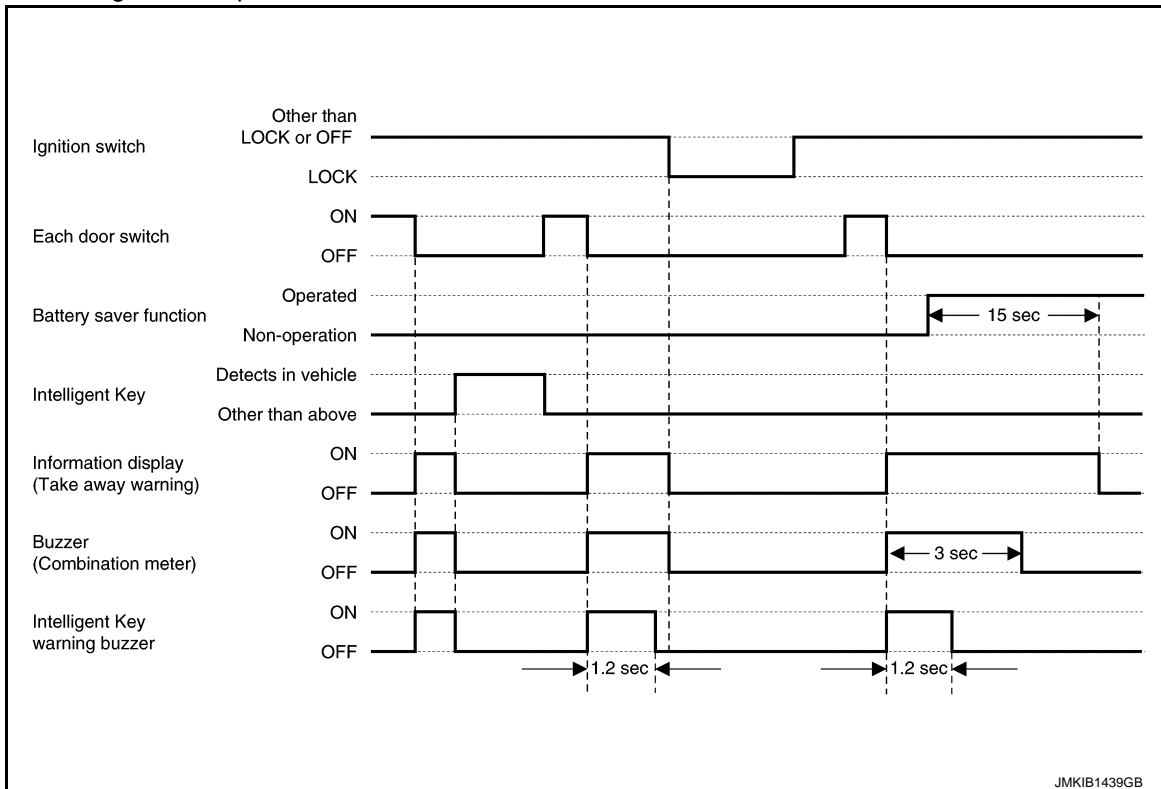 Other than
Ignition switch
LOCK or OFF
LOCK
Each door switch
ON
OFF
Battery saver function
Operated
15 sec
Non-operation
Intelligent Key
Detects in vehicle
Other than above
Information display
(Take away warning)
ON
OFF
Buzzer
(Combination meter)
ON
3 sec
OFF
Intelligent Key
warning buzzer
ON
OFF
1.2 sec
1.2 sec
JMKIB1439GB